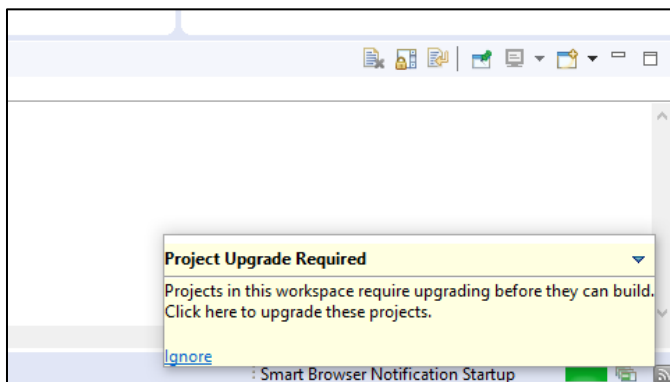 Project Upgrade Required
Projects in this workspace require upgrading before they can build.
Click here to upgrade these projects.
Ignore
: Smart Browser Notification Startup